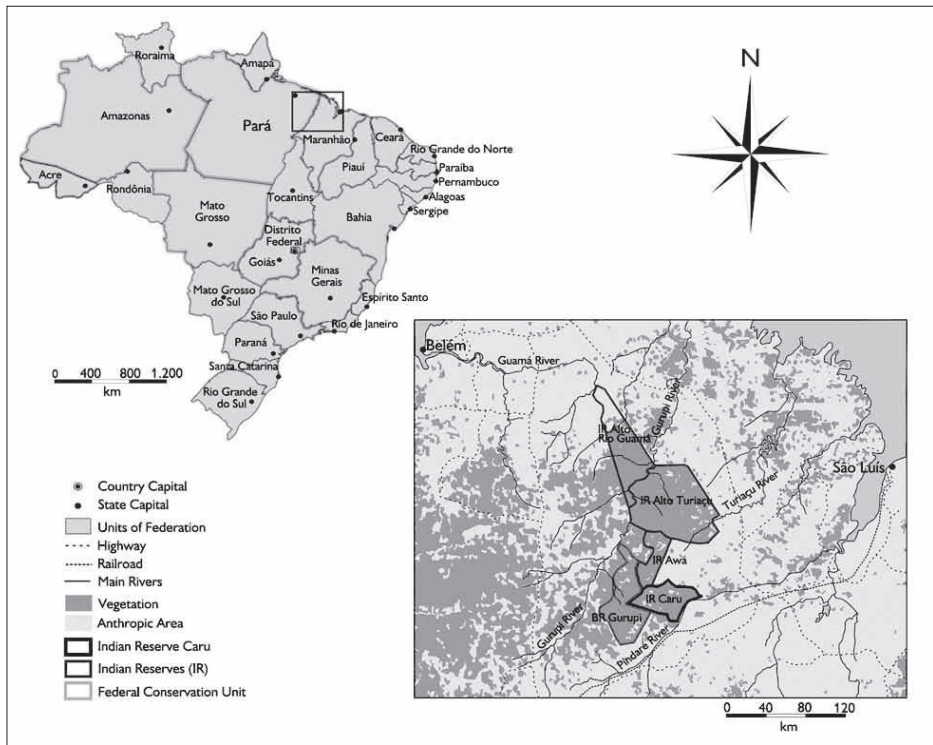 N
Roraima
Amapá
Amazonas
Pará
Maranhão
Ceará
Rio Grande do Norte
Paraíba
Pernambuco
Piauí
Acre
Rondônia
Tocantins
Alagoas
Sergipe
Mato
Grosso
Bahia
Distrito
Federal
Goiás
Minas
Gerais
Mato Grosso
do Sul
Espírito Santo
São Paulo
Rio de Janeiro
Paraná
Santa Catarina
Rio Grande
do Sul
0 400 800 1.200
km
Country Capital
State Capital
Units of Federation
Highway
Railroad
Main Rivers
Vegetation
Anthropic Area
Indian Reserve Caru
Indian Reserves (IR)
Federal Conservation Unit
Belém
Guamá River
Gurupi River
IR Alto
Rio Guamá
São Luís
IR Alto Turiaçu
Turiaçu River
IR Awá
IR Caru
BR Gurupi
Gurupi River
Pindare River
0 40 80 120
km